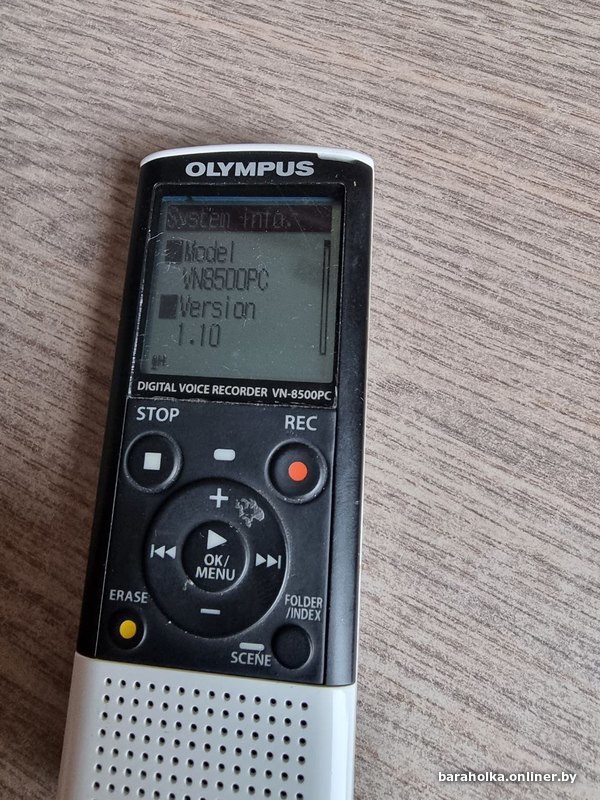 OLYMPUS
System Info.
Model
VN8500PC
Version
1.10
DIGITAL VOICE RECORDER VN-8500PC
STOP
REC
OK/
MENU
ERASE
FOLDER
/INDEX
SCENE
baraholka.onliner.by